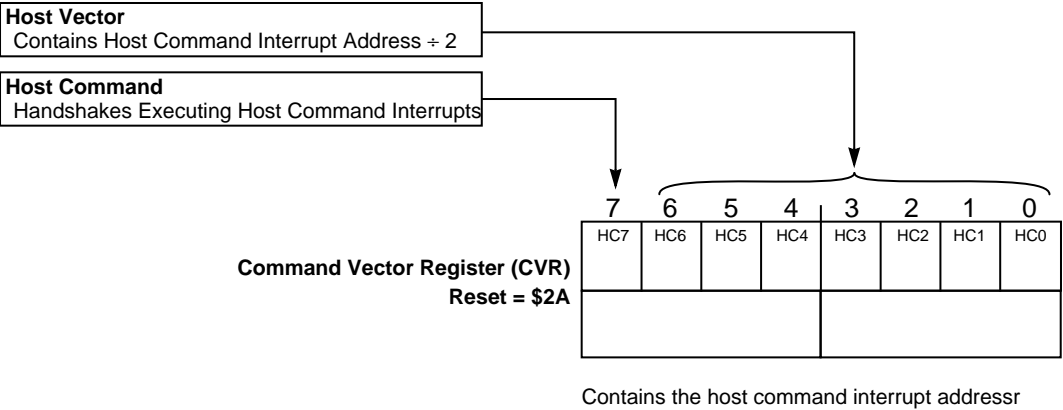 Host Vector
Contains Host Command Interrupt Address ÷ 2
Host Command
Handshakes Executing Host Command Interrupts
7 6 5 4 3 2 1 0
HC7 HC6 HC5 HC4 HC3 HC2 HC1 HC0
Command Vector Register (CVR)
Reset = $2A
Contains the host command interrupt addressr